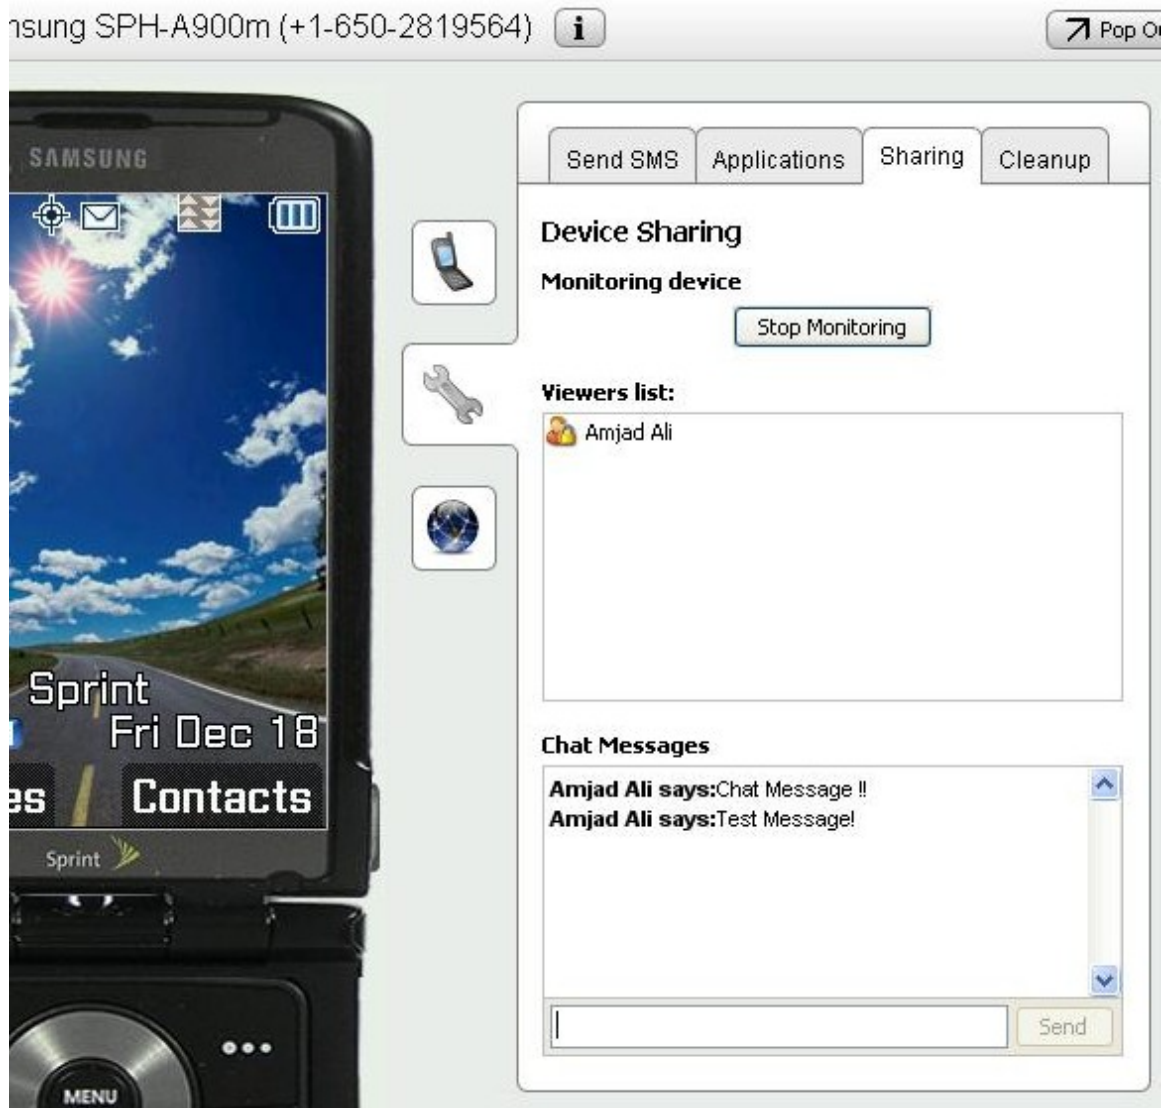 nsung SPH-A900m (+1-650-2819564)
i
Pop
SAMSUNG
Send SMS
Applications
Sharing
Cleanup
Device Sharing
Monitoring device
Stop Monitoring
Viewers list:
Amjad Ali
Sprint
Fri Dec 18
es
Contacts
Sprint
MENU
Chat Messages
Amjad Ali says:Chat Message !!
Amjad Ali says:Test Message!
Send